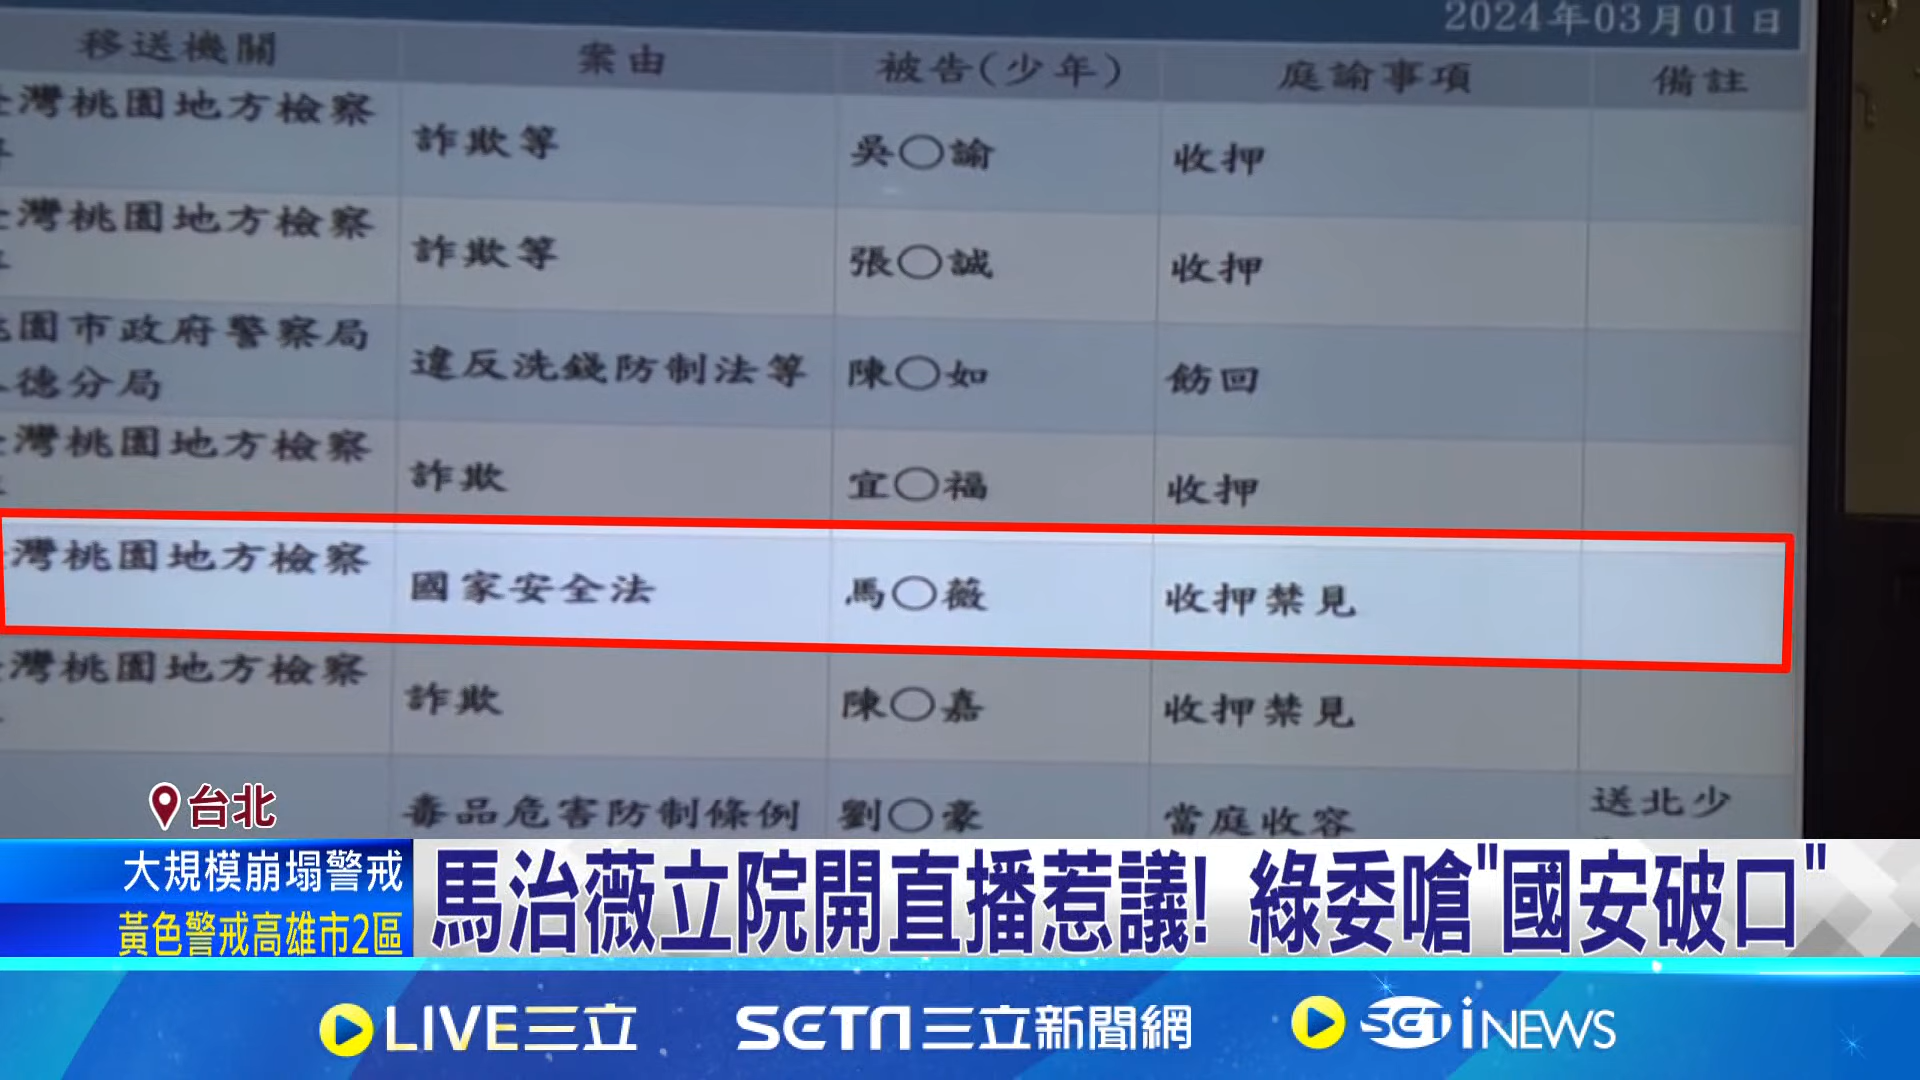 2024年03月01日
移送機關 案由 被告(少年) 庭諭事項 備註
灣桃園地方檢察
詐欺等 吳○諭 收押
灣桃園地方檢察
詐欺等 張○誠 收押
園市政府警察局
德分局
違反洗錢防制法等 陳○如 飭回
灣桃園地方檢察
詐欺 宜○福 收押
灣桃園地方檢察
國家安全法 馬○薇 收押禁見
灣桃園地方檢察
詐欺 陳○嘉 收押禁見
毒品危害防制條例 劉○豪 當庭收容 送北少
台北
大規模崩塌警戒
黃色警戒高雄市2區
馬治薇立院開直播惹議! 綠委嗆"國安破口"
LIVE三立 SETN三立新聞網 SET iNEWS